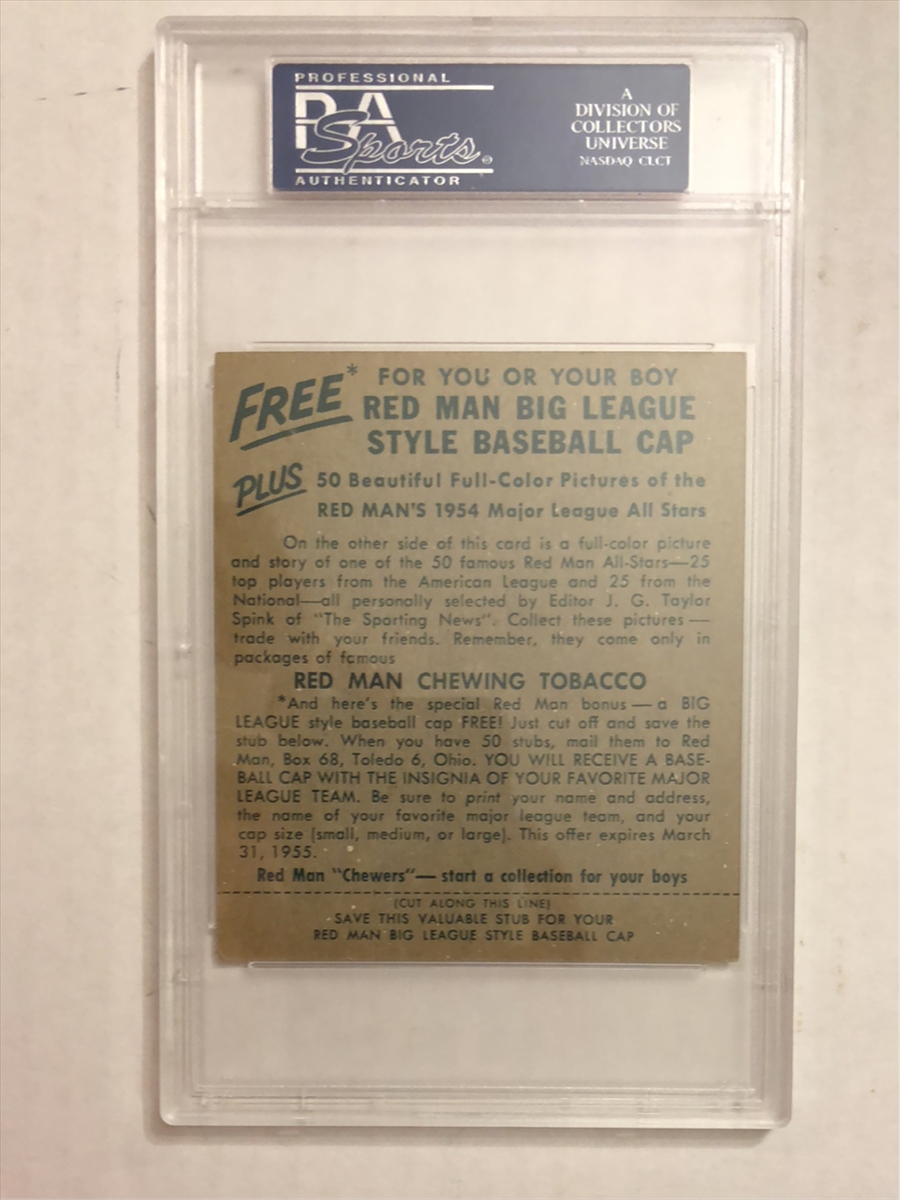 PROFESSIONAL
PSA
Sports®
AUTHENTICATOR
A
DIVISION OF
COLLECTORS
UNIVERSE
NASDAQ CLCT
FREE* FOR YOU OR YOUR BOY
RED MAN BIG LEAGUE
STYLE BASEBALL CAP
PLUS 50 Beautiful Full-Color Pictures of the
RED MAN'S 1954 Major League All Stars
On the other side of this card is a full-color picture
and story of one of the 50 famous Red Man All-Stars—25
top players from the American League and 25 from the
National—all personally selected by Editor J. G. Taylor
Spink of "The Sporting News". Collect these pictures—
trade with your friends. Remember, they come only in
packages of famous
RED MAN CHEWING TOBACCO
*And here's the special Red Man bonus—a BIG
LEAGUE style baseball cap FREE! Just cut off and save the
stub below. When you have 50 stubs, mail them to Red
Man, Box 68, Toledo 6, Ohio. YOU WILL RECEIVE A BASE-
BALL CAP WITH THE INSIGNIA OF YOUR FAVORITE MAJOR
LEAGUE TEAM. Be sure to print your name and address,
the name of your favorite major league team, and your
cap size (small, medium, or large). This offer expires March
31, 1955.
Red Man "Chewers"—start a collection for your boys
(CUT ALONG THIS LINE)
SAVE THIS VALUABLE STUB FOR YOUR
RED MAN BIG LEAGUE STYLE BASEBALL CAP